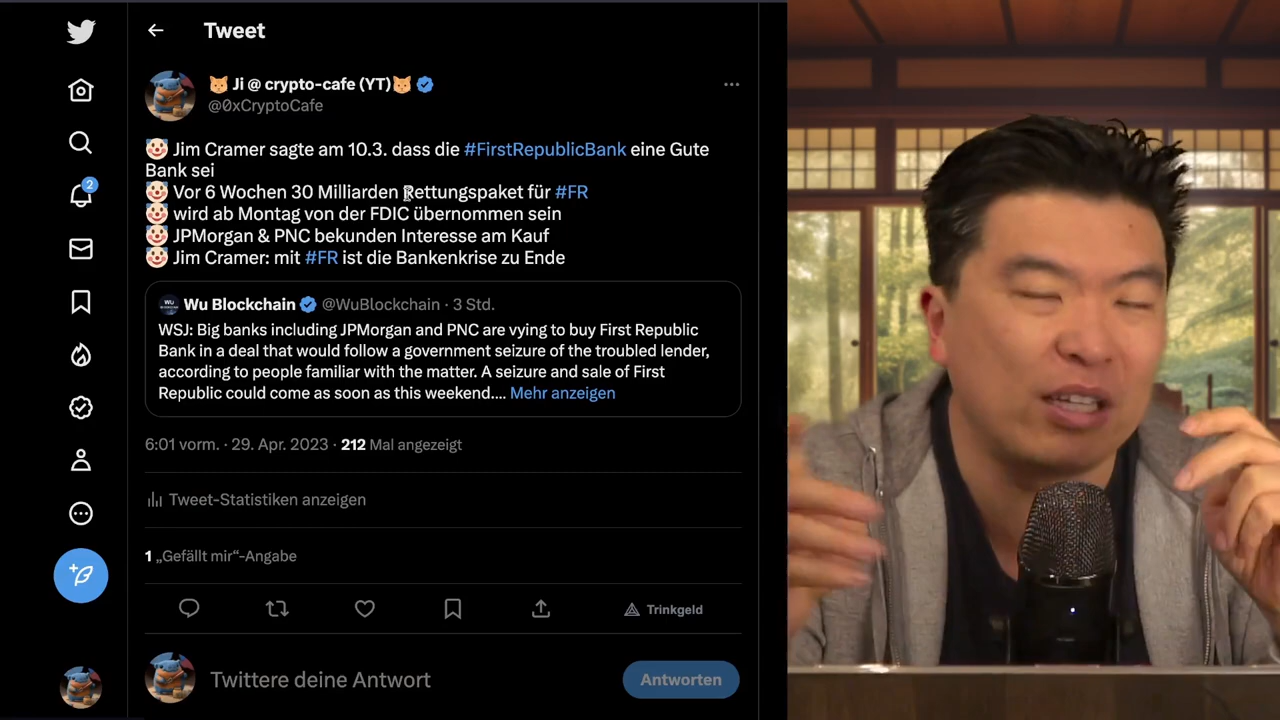 Tweet
Ji @ crypto-cafe (YT)
@0xCryptoCafe
Jim Cramer sagte am 10.3. dass die #FirstRepublicBank eine Gute
Bank sei
Vor 6 Wochen 30 Milliarden Rettungspaket für #FR
wird ab Montag von der FDIC übernommen sein
JPMorgan & PNC bekunden Interesse am Kauf
Jim Cramer: mit #FR ist die Bankenkrise zu Ende
2
Wu Blockchain @WuBlockchain · 3 Std.
WSJ: Big banks including JPMorgan and PNC are vying to buy First Republic
Bank in a deal that would follow a government seizure of the troubled lender,
according to people familiar with the matter. A seizure and sale of First
Republic could come as soon as this weekend.... Mehr anzeigen
6:01 vorm. · 29. Apr. 2023 · 212 Mal angezeigt
Tweet-Statistiken anzeigen
1 „Gefällt mir“-Angabe
Trinkgeld
Twittere deine Antwort
Antworten